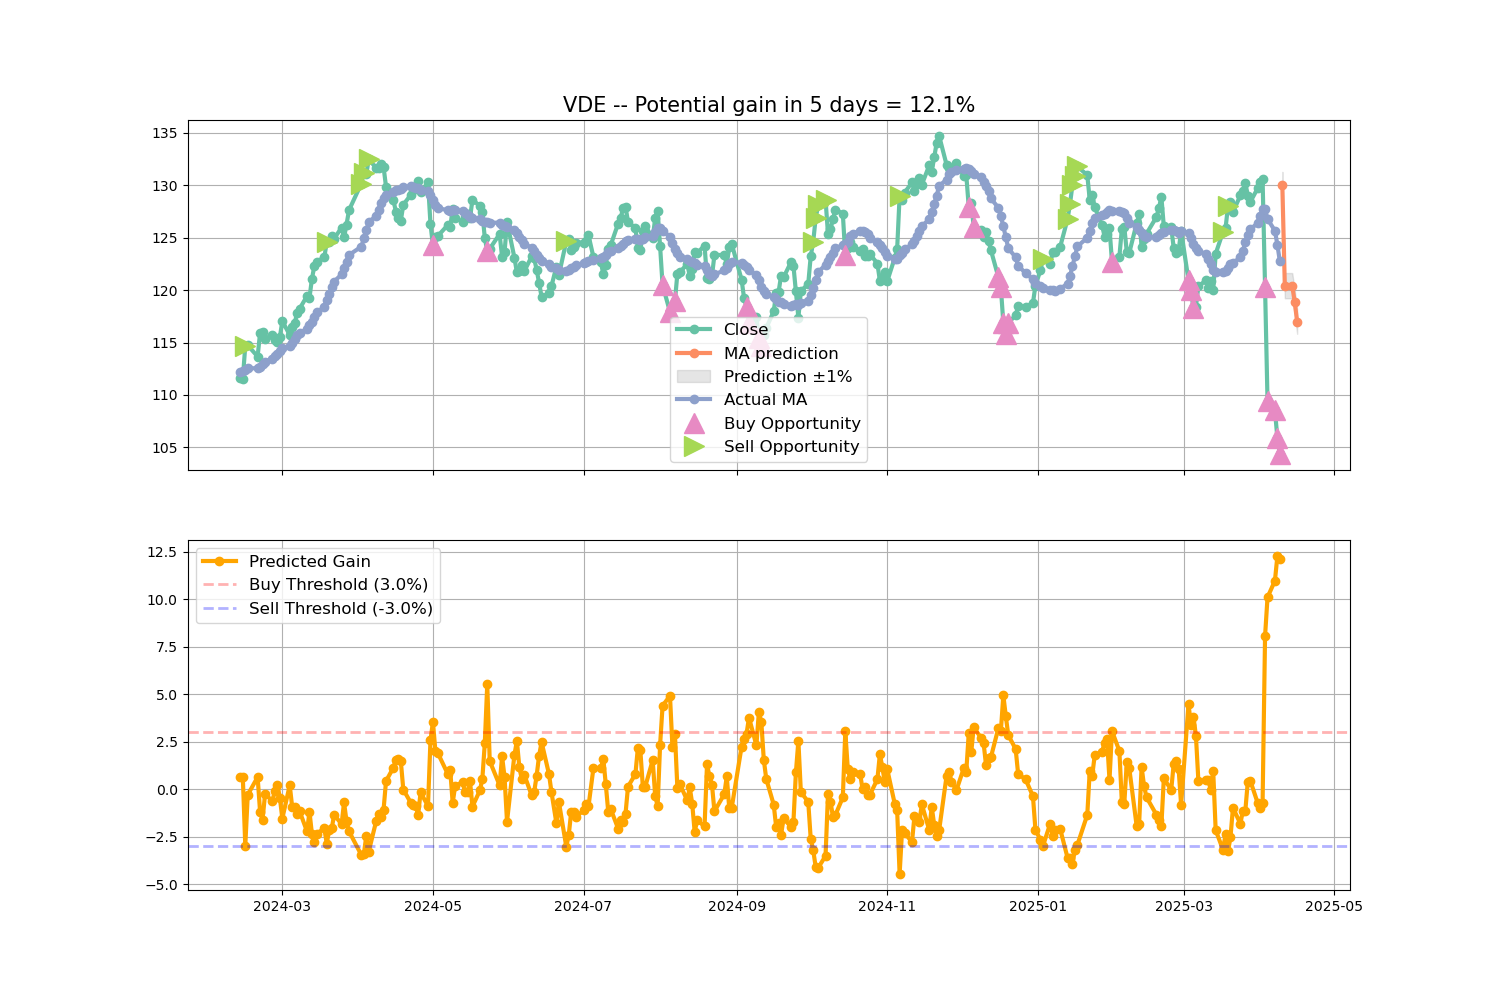 VDE -- Potential gain in 5 days = 12.1%
135
130
125
120
115
110
105
Close
MA prediction
Prediction ±1%
Actual MA
Buy Opportunity
Sell Opportunity
12.5
10.0
7.5
5.0
2.5
0.0
−2.5
−5.0
Predicted Gain
Buy Threshold (3.0%)
Sell Threshold (-3.0%)
2024-03 2024-05 2024-07 2024-09 2024-11 2025-01 2025-03 2025-05